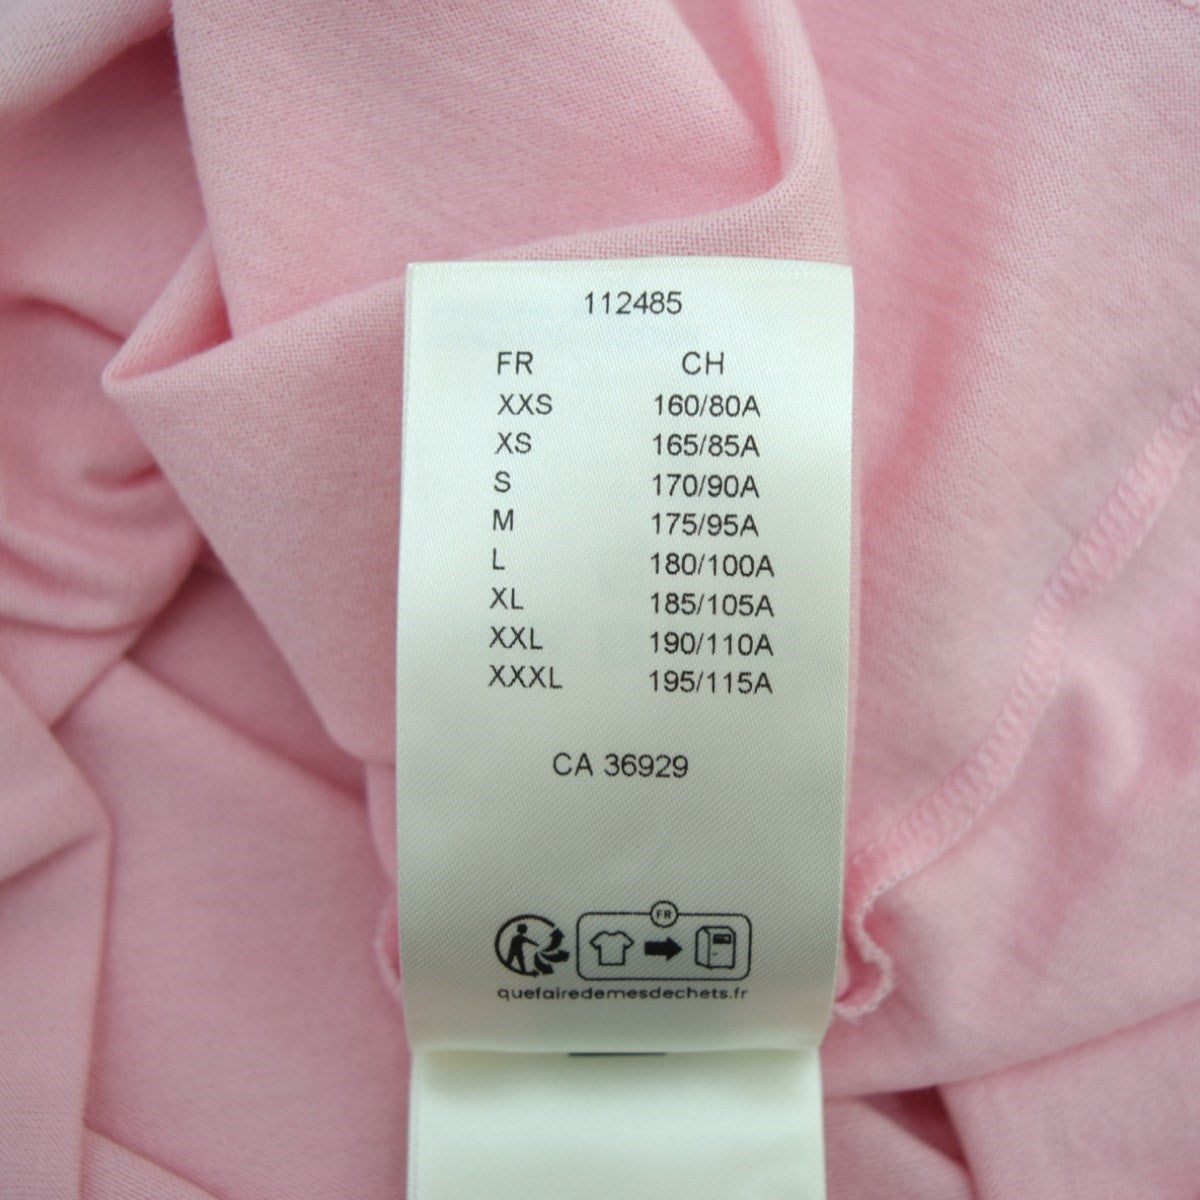 112485
FR CH
XXS 160/80A
XS 165/85A
S 170/90A
M 175/95A
L 180/100A
XL 185/105A
XXL 190/110A
XXXL 195/115A
CA 36929
FR
quefairedemesdechets.fr